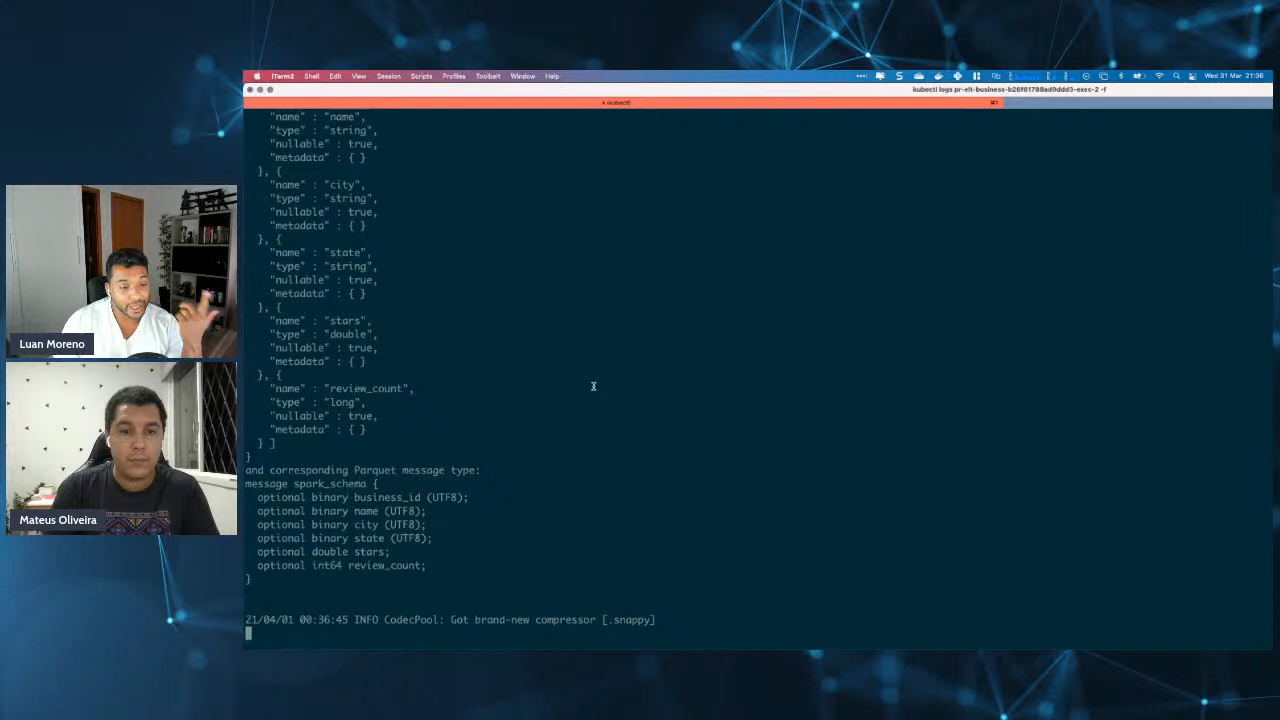 iTerm2 Shell Edit View Session Scripts Profiles Toolbelt Window Help
Wed 31 Mar 21:36
kubectl logs pr-elt-business-b26f61788ad9ddd3-exec-2 -f
(kubectl)
"name" : "name",
"type" : "string",
"nullable" : true,
"metadata" : { }
}, {
"name" : "city",
"type" : "string",
"nullable" : true,
"metadata" : { }
}, {
"name" : "state",
"type" : "string",
"nullable" : true,
"metadata" : { }
}, {
"name" : "stars",
"type" : "double",
"nullable" : true,
"metadata" : { }
}, {
"name" : "review_count",
"type" : "long",
"nullable" : true,
"metadata" : { }
} ]
}
and corresponding Parquet message type:
message spark_schema {
optional binary business_id (UTF8);
optional binary name (UTF8);
optional binary city (UTF8);
optional binary state (UTF8);
optional double stars;
optional int64 review_count;
}
21/04/01 00:36:45 INFO CodecPool: Got brand-new compressor [.snappy]
Luan Moreno
Mateus Oliveira